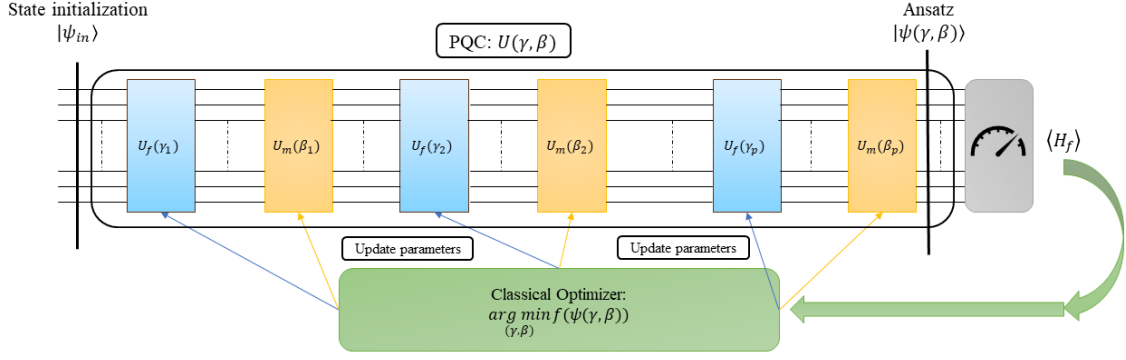 State initialization
|ψ_in⟩
Ansatz
|ψ(γ, β)⟩
PQC: U(γ, β)
U_f(γ_1)
U_m(β_1)
U_f(γ_2)
U_m(β_2)
U_f(γ_p)
U_m(β_p)
⟨H_f⟩
Update parameters
Update parameters
Classical Optimizer:
arg min f(ψ(γ, β))
(γ,β)